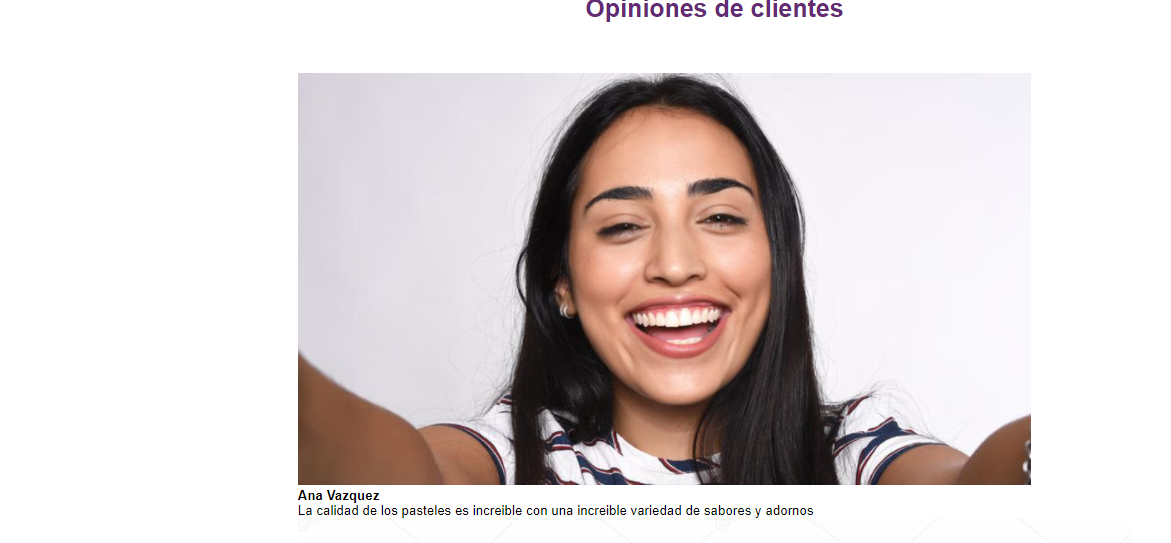 Opiniones de clientes
Ana Vazquez
La calidad de los pasteles es increible con una increible variedad de sabores y adornos